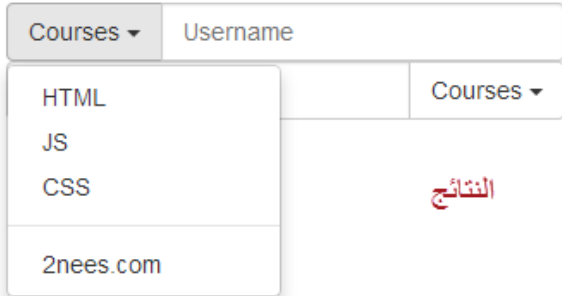 Courses Username
HTML
Courses
JS
CSS
النتائج
2nees.com